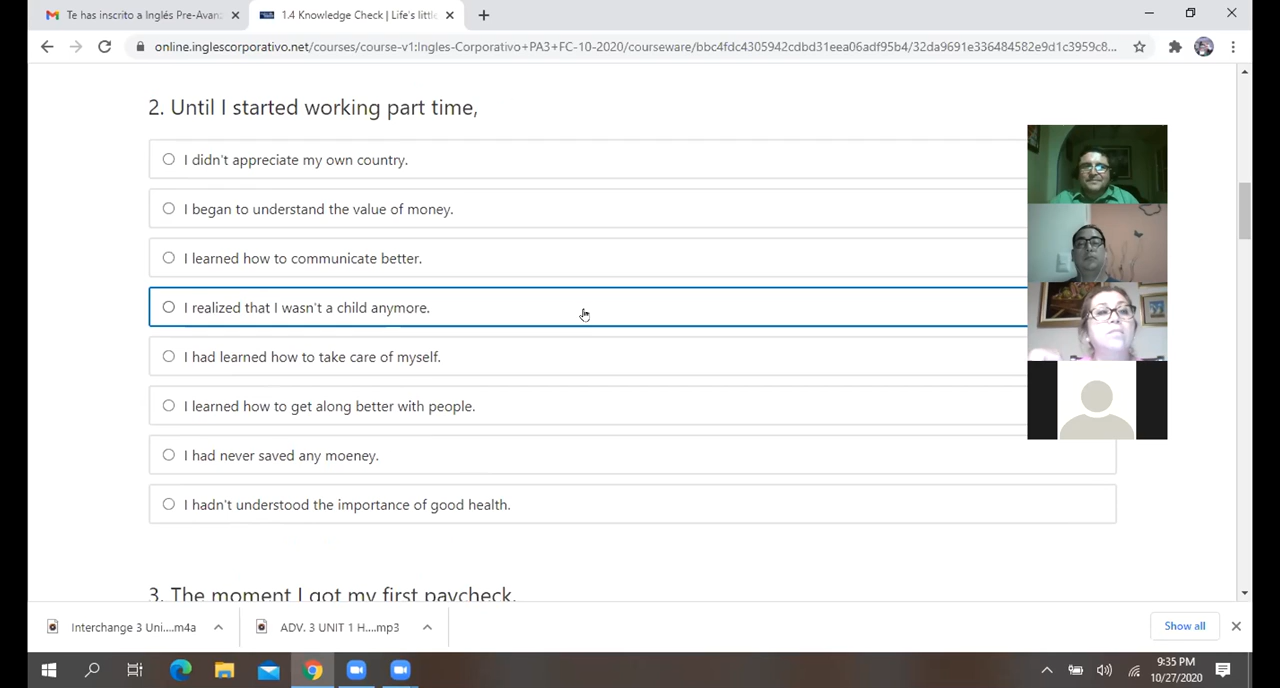 Te has inscrito a Inglés Pre-Avan
1.4 Knowledge Check | Life's little
online.inglescorporativo.net/courses/course-v1:Ingles-Corporativo+PA3+FC-10-2020/courseware/bbc4fdc4305942cdbd31eea06adf95b4/32da9691e336484582e9d1c3959c8...
2. Until I started working part time,
I didn't appreciate my own country.
I began to understand the value of money.
I learned how to communicate better.
I realized that I wasn't a child anymore.
I had learned how to take care of myself.
I learned how to get along better with people.
I had never saved any moeney.
I hadn't understood the importance of good health.
3. The moment I got my first paycheck,
Interchange 3 Uni....m4a
ADV. 3 UNIT 1 H....mp3
Show all
9:35 PM
10/27/2020